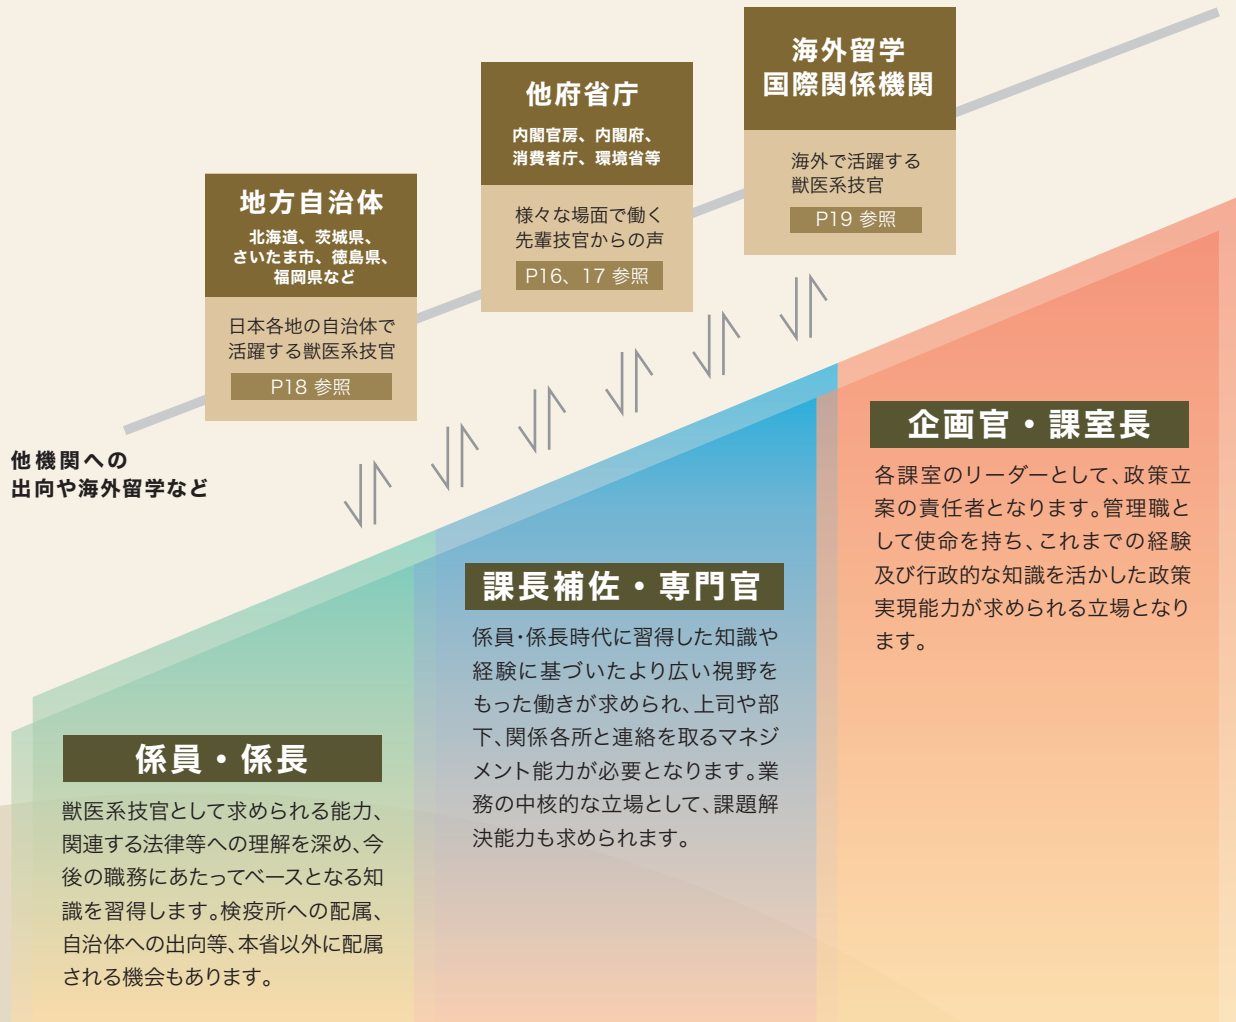 海外留学
国際関係機関
海外で活躍する
獣医系技官
P19 参照
他府省庁
内閣官房、内閣府、
消費者庁、環境省等
様々な場面で働く
先輩技官からの声
P16、17 参照
地方自治体
北海道、茨城県、
さいたま市、徳島県、
福岡県など
日本各地の自治体で
活躍する獣医系技官
P18 参照
他機関への
出向や海外留学など
企画官・課室長
各課室のリーダーとして、政策立
案の責任者となります。管理職と
して使命を持ち、これまでの経験
及び行政的な知識を活かした政策
実現能力が求められる立場となり
ます。
課長補佐・専門官
係員・係長時代に習得した知識や
経験に基づいたより広い視野を
もった働きが求められ、上司や部
下、関係各所と連絡を取るマネジ
メント能力が必要となります。業
務の中核的な立場として、課題解
決能力も求められます。
係員・係長
獣医系技官として求められる能力、
関連する法律等への理解を深め、今
後の職務にあたってベースとなる知
識を習得します。検疫所への配属、
自治体への出向等、本省以外に配属
される機会もあります。